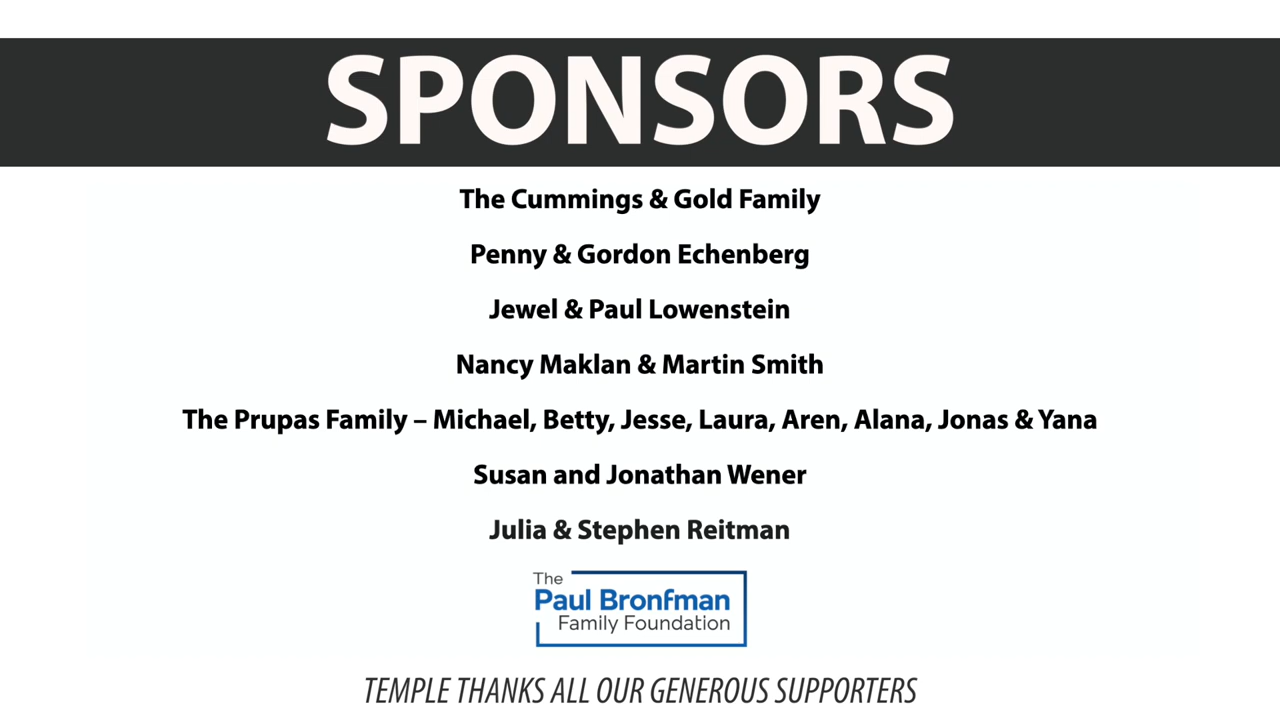 SPONSORS
The Cummings & Gold Family
Penny & Gordon Echenberg
Jewel & Paul Lowenstein
Nancy Maklan & Martin Smith
The Prupas Family – Michael, Betty, Jesse, Laura, Aren, Alana, Jonas & Yana
Susan and Jonathan Wener
Julia & Stephen Reitman
The
Paul Bronfman
Family Foundation
TEMPLE THANKS ALL OUR GENEROUS SUPPORTERS